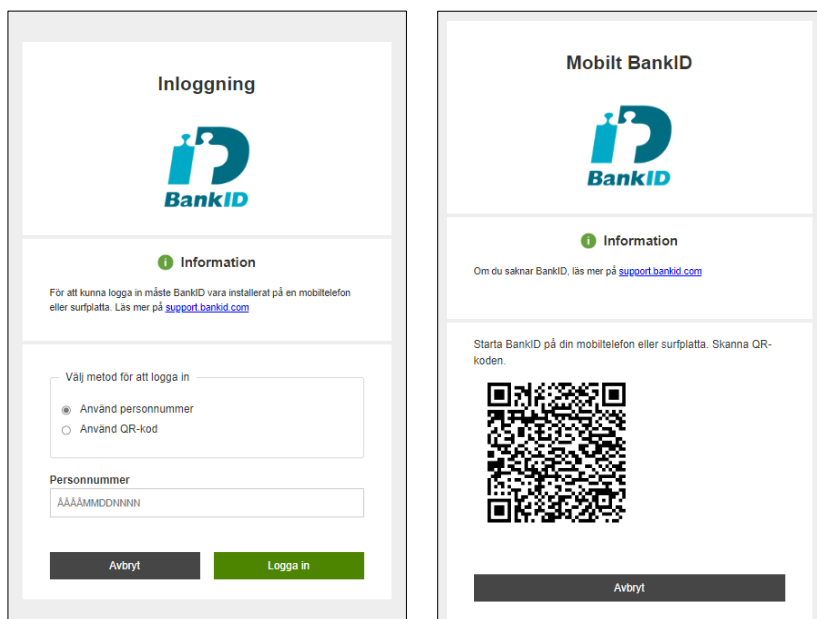 Inloggning
BankID
Information
För att kunna logga in måste BankID vara installerat på en mobiltelefon
eller surfplatta. Läs mer på support.bankid.com
Välj metod för att logga in
Använd personnummer
Använd QR-kod
Personnummer
ÅÅÅÅMMDDNNNN
Avbryt
Logga in
Mobilt BankID
BankID
Information
Om du saknar BankID, läs mer på support.bankid.com
Starta BankID på din mobiltelefon eller surfplatta. Skanna QR-
koden.
Avbryt